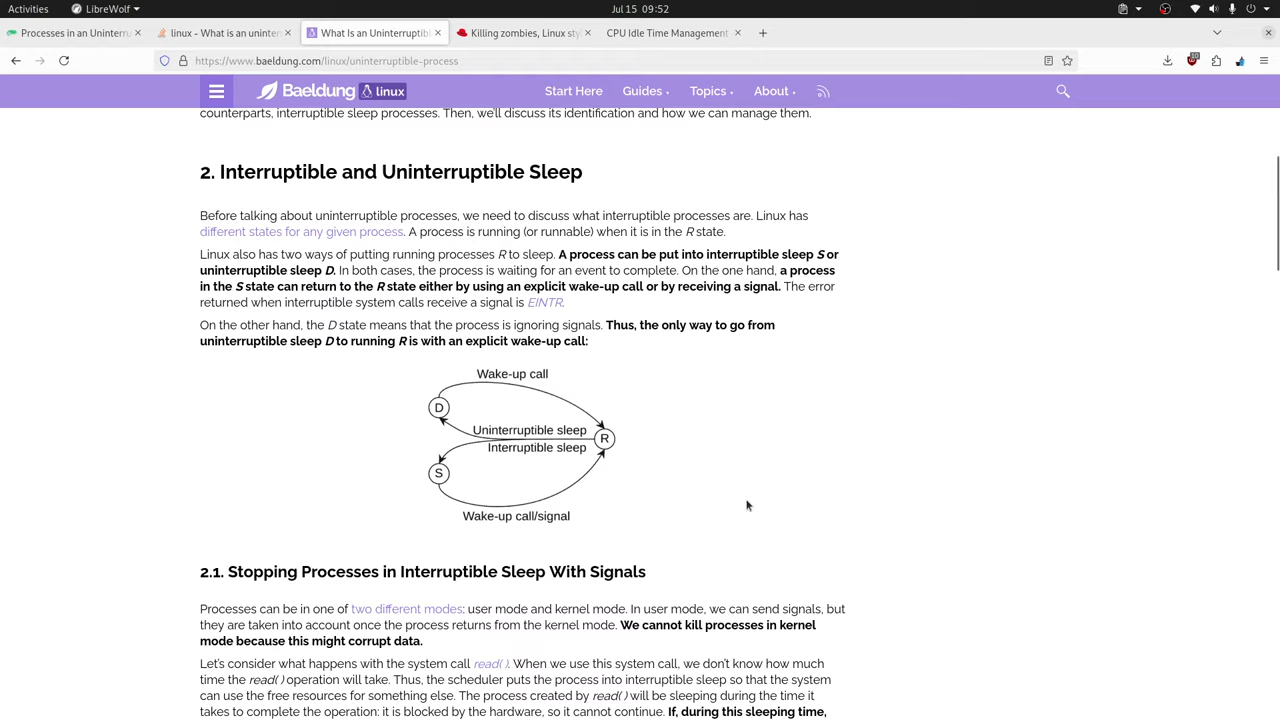 Activities
LibreWolf
Jul 15 09:52
Processes in an Uninterru
linux - What is an uninter
What Is an Uninterruptibl
Killing zombies, Linux sty
CPU Idle Time Management
https://www.baeldung.com/linux/uninterruptible-process
10
Baeldung
linux
Start Here
Guides
Topics
About
counterparts, interruptible sleep processes. Then, we'll discuss its identification and how we can manage them.
2. Interruptible and Uninterruptible Sleep
Before talking about uninterruptible processes, we need to discuss what interruptible processes are. Linux has
different states for any given process. A process is running (or runnable) when it is in the R state.
Linux also has two ways of putting running processes R to sleep. A process can be put into interruptible sleep S or
uninterruptible sleep D. In both cases, the process is waiting for an event to complete. On the one hand, a process
in the S state can return to the R state either by using an explicit wake-up call or by receiving a signal. The error
returned when interruptible system calls receive a signal is EINTR.
On the other hand, the D state means that the process is ignoring signals. Thus, the only way to go from
uninterruptible sleep D to running R is with an explicit wake-up call:
Wake-up call
D
Uninterruptible sleep
R
Interruptible sleep
S
Wake-up call/signal
2.1. Stopping Processes in Interruptible Sleep With Signals
Processes can be in one of two different modes: user mode and kernel mode. In user mode, we can send signals, but
they are taken into account once the process returns from the kernel mode. We cannot kill processes in kernel
mode because this might corrupt data.
Let's consider what happens with the system call read( ). When we use this system call, we don't know how much
time the read( ) operation will take. Thus, the scheduler puts the process into interruptible sleep so that the system
can use the free resources for something else. The process created by read( ) will be sleeping during the time it
takes to complete the operation: it is blocked by the hardware, so it cannot continue. If, during this sleeping time,